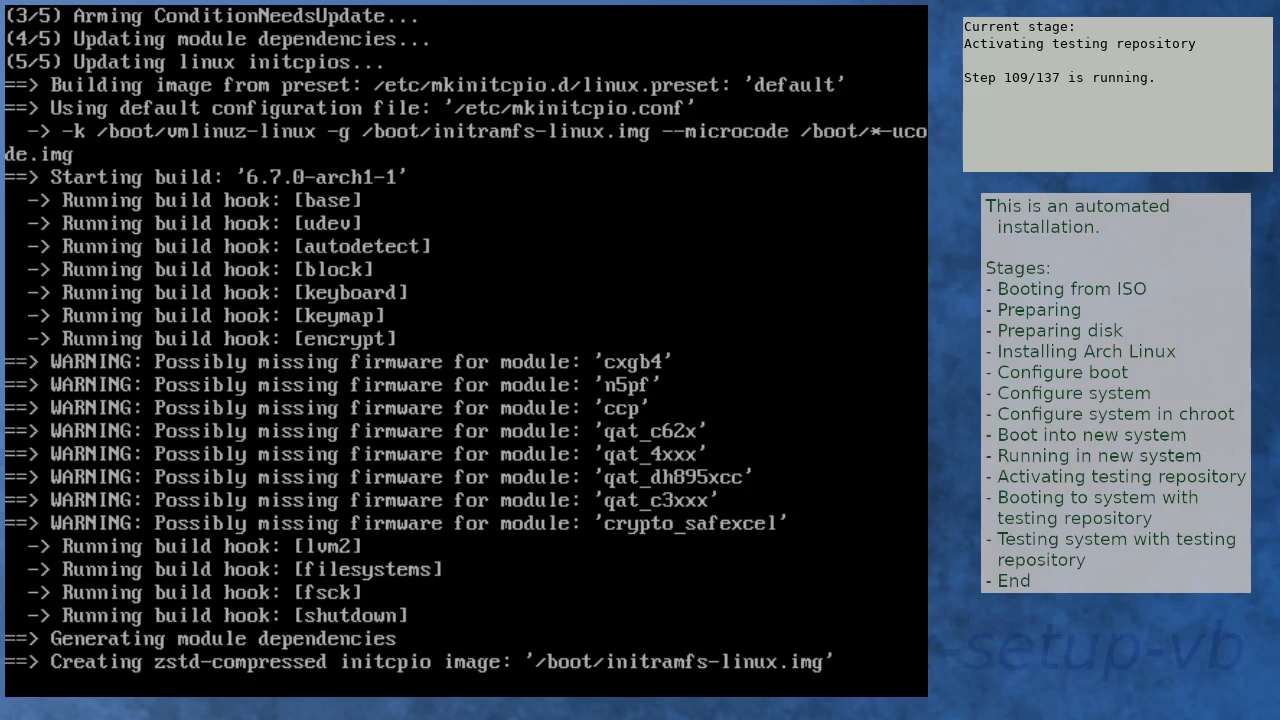 (3/5) Arming ConditionNeedsUpdate...
(4/5) Updating module dependencies...
(5/5) Updating linux initcpios...
==> Building image from preset: /etc/mkinitcpio.d/linux.preset: 'default'
==> Using default configuration file: '/etc/mkinitcpio.conf'
  -> -k /boot/vmlinuz-linux -g /boot/initramfs-linux.img --microcode /boot/*-uco
de.img
==> Starting build: '6.7.0-arch1-1'
  -> Running build hook: [base]
  -> Running build hook: [udev]
  -> Running build hook: [autodetect]
  -> Running build hook: [block]
  -> Running build hook: [keyboard]
  -> Running build hook: [keymap]
  -> Running build hook: [encrypt]
==> WARNING: Possibly missing firmware for module: 'cxgb4'
==> WARNING: Possibly missing firmware for module: 'n5pf'
==> WARNING: Possibly missing firmware for module: 'ccp'
==> WARNING: Possibly missing firmware for module: 'qat_c62x'
==> WARNING: Possibly missing firmware for module: 'qat_4xxx'
==> WARNING: Possibly missing firmware for module: 'qat_dh895xcc'
==> WARNING: Possibly missing firmware for module: 'qat_c3xxx'
==> WARNING: Possibly missing firmware for module: 'crypto_safexcel'
  -> Running build hook: [lvm2]
  -> Running build hook: [filesystems]
  -> Running build hook: [fsck]
  -> Running build hook: [shutdown]
==> Generating module dependencies
==> Creating zstd-compressed initcpio image: '/boot/initramfs-linux.img'
Current stage:
Activating testing repository
Step 109/137 is running.
This is an automated
installation.
Stages:
- Booting from ISO
- Preparing
- Preparing disk
- Installing Arch Linux
- Configure boot
- Configure system
- Configure system in chroot
- Boot into new system
- Running in new system
- Activating testing repository
- Booting to system with
testing repository
- Testing system with testing
repository
- End
-setup-vb